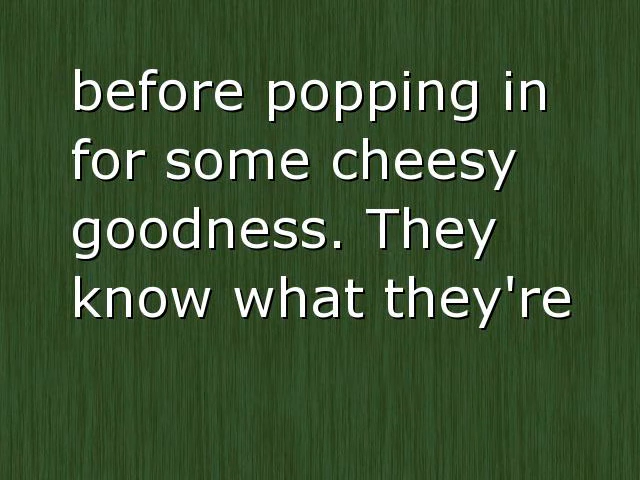 before popping in
for some cheesy
goodness. They
know what they're